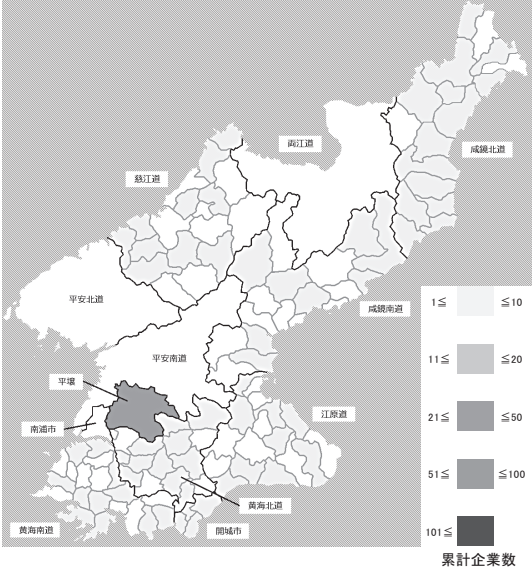 両江道
咸鏡北道
慈江道
平安北道
咸鏡南道
平安南道
平壌
南浦市
江原道
黄海北道
黄海南道
開城市
1≦ ≦10
11≦ ≦20
21≦ ≦50
51≦ ≦100
101≦
累計企業数